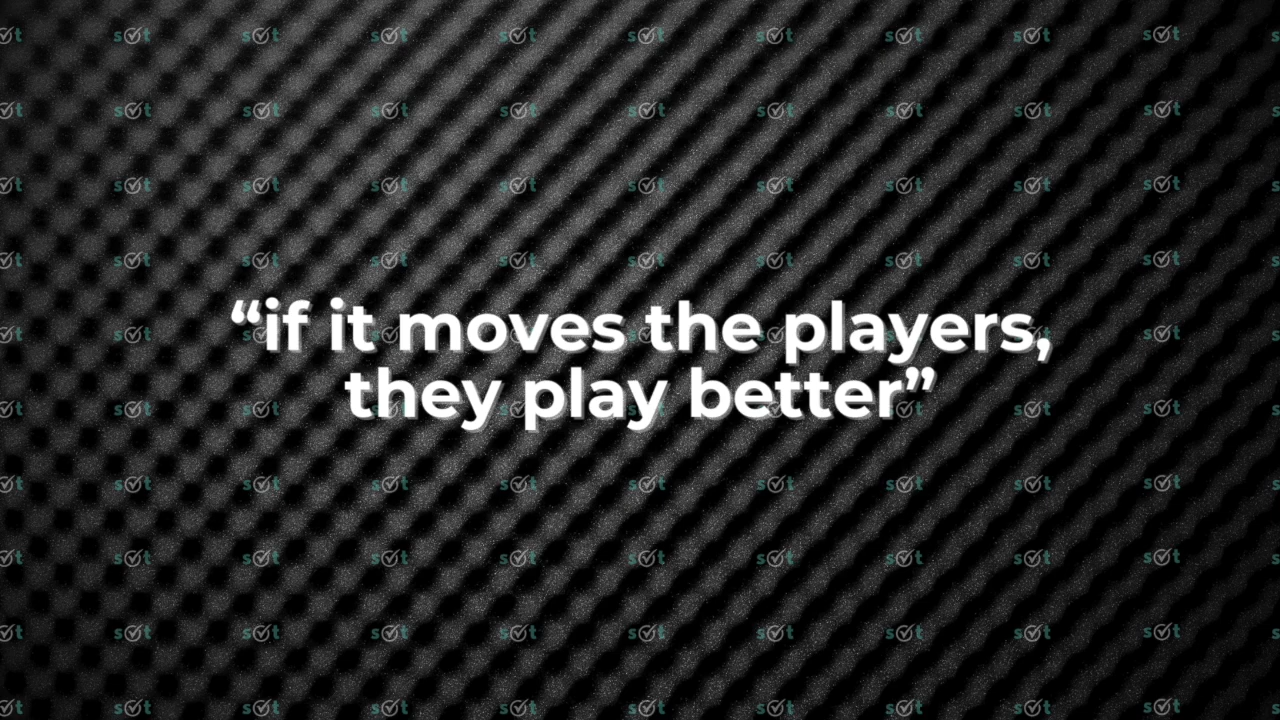 “if it moves the players,
they play better”